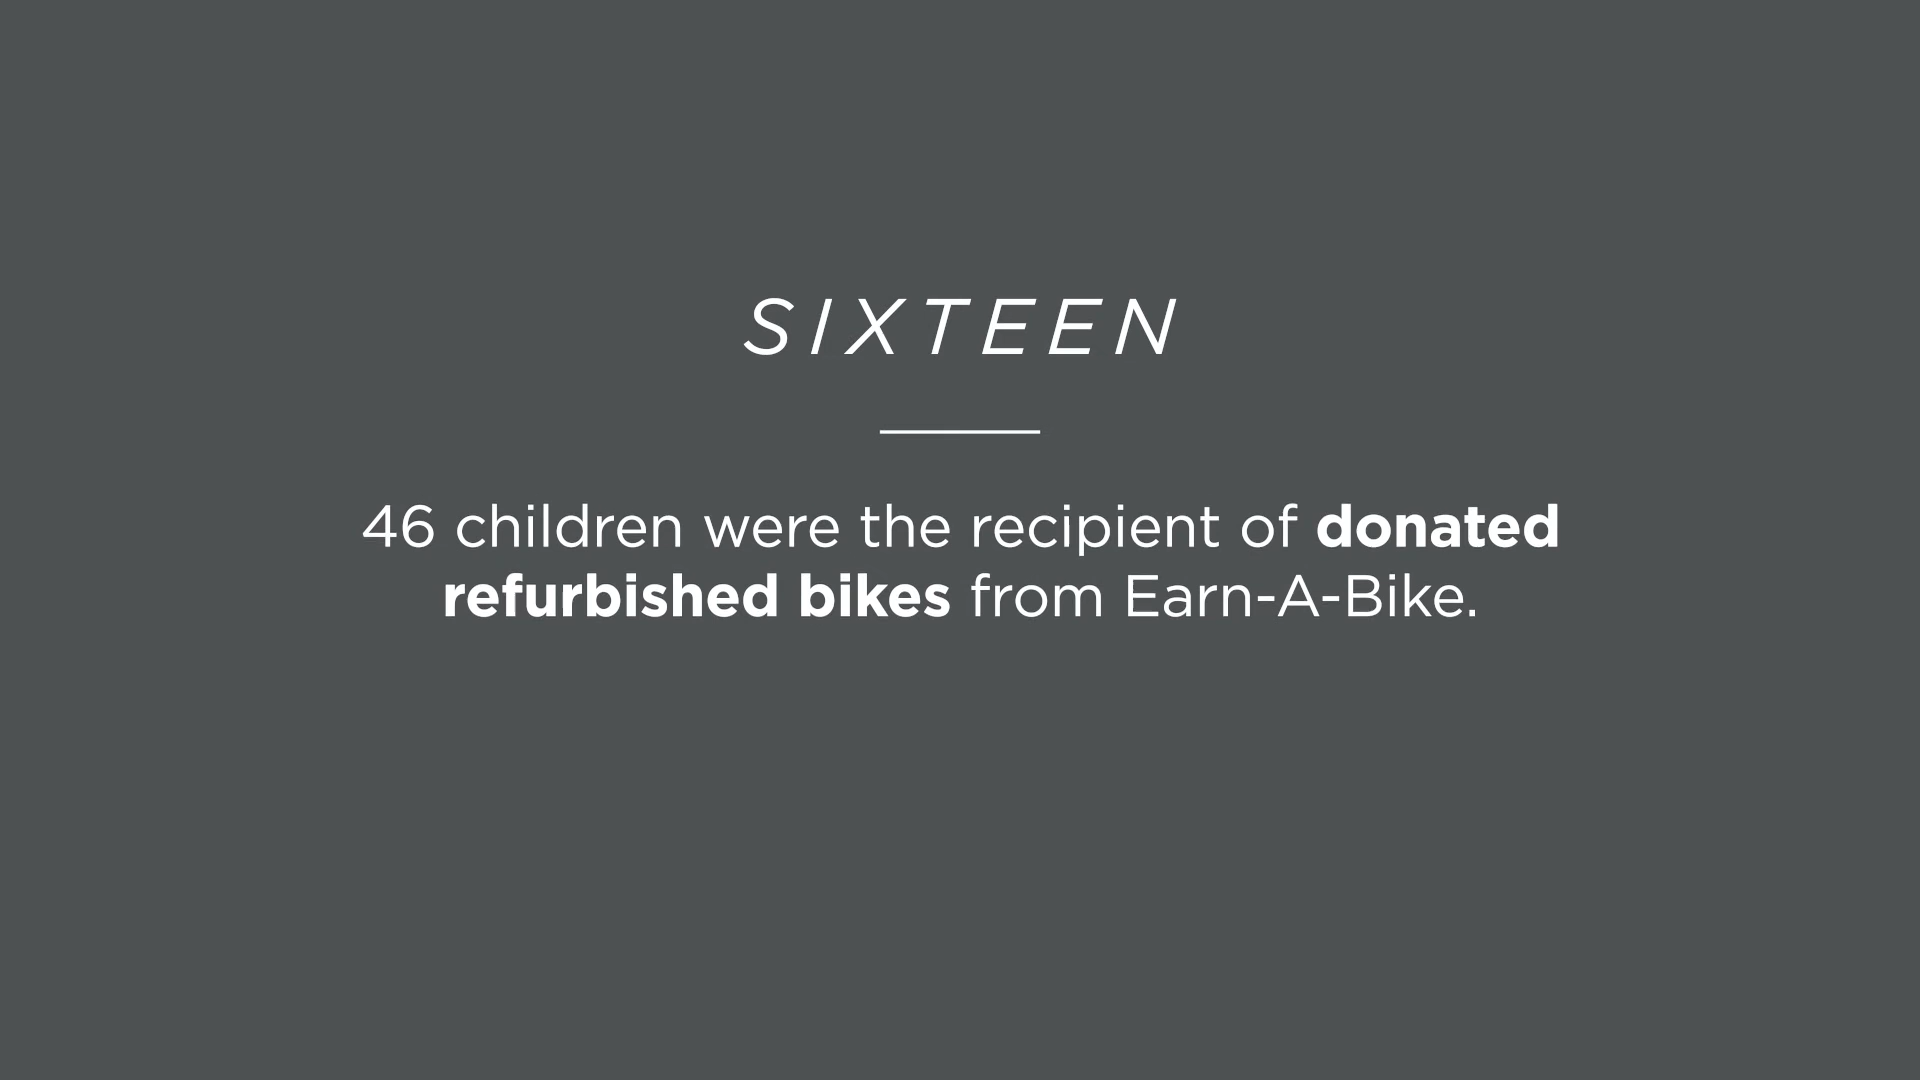 SIXTEEN
46 children were the recipient of donated
refurbished bikes from Earn-A-Bike.